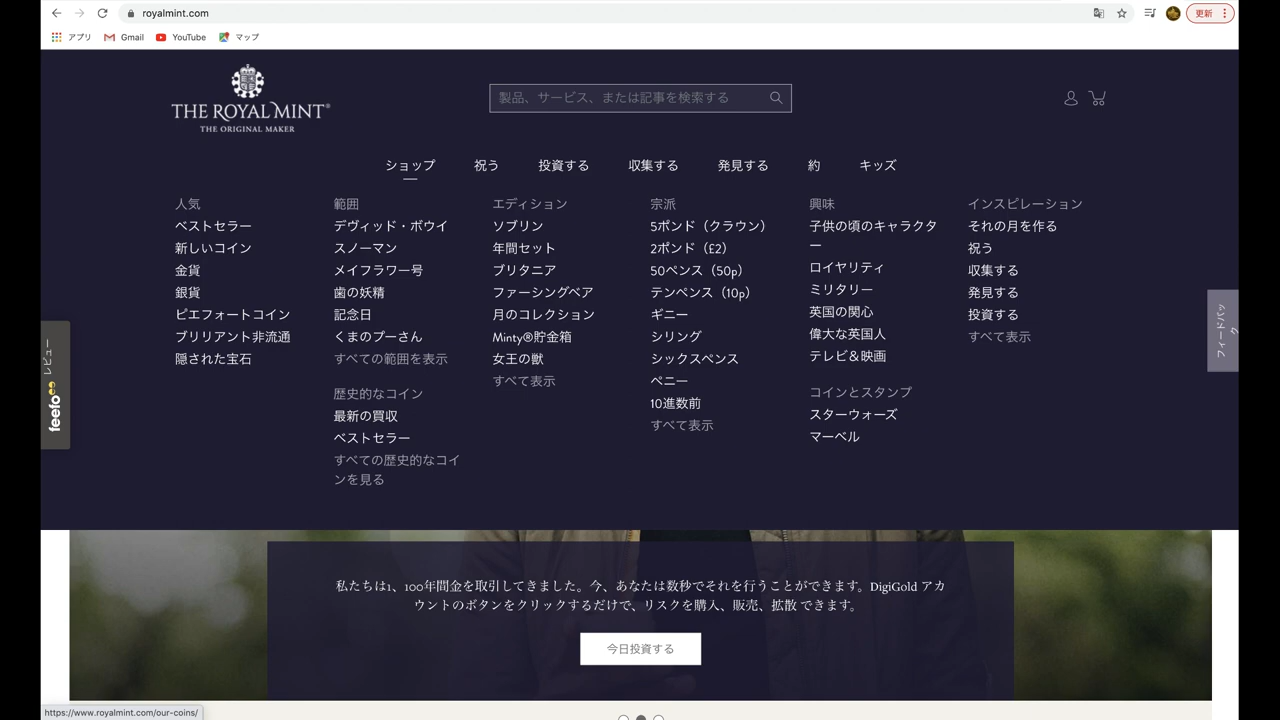 royalmint.com
更新
アプリ
Gmail
YouTube
マップ
THE ROYAL MINT®
THE ORIGINAL MAKER
製品、サービス、または記事を検索する
ショップ
祝う
投資する
収集する
発見する
約
キッズ
人気
ベストセラー
新しいコイン
金貨
銀貨
ピエフォートコイン
ブリリアント非流通
隠された宝石
範囲
デヴィッド・ボウイ
スノーマン
メイフラワー号
歯の妖精
記念日
くまのプーさん
すべての範囲を表示
歴史的なコイン
最新の買収
ベストセラー
すべての歴史的なコイ
ンを見る
エディション
ソブリン
年間セット
ブリタニア
ファーシングベア
月のコレクション
Minty®貯金箱
女王の獣
すべて表示
宗派
5ポンド（クラウン）
2ポンド（£2）
50ペンス（50p）
テンペンス（10p）
ギニー
シリング
シックスペンス
ペニー
10進数前
すべて表示
興味
子供の頃のキャラクタ
ー
ロイヤリティ
ミリタリー
英国の関心
偉大な英国人
テレビ＆映画
コインとスタンプ
スターウォーズ
マーベル
インスピレーション
それの月を作る
祝う
収集する
発見する
投資する
すべて表示
レビュー
feefo
フィードバッ
ク
私たちは1、100年間金を取引してきました。今、あなたは数秒でそれを行うことができます。DigiGold アカ
ウントのボタンをクリックするだけで、リスクを購入、販売、拡散 できます。
今日投資する
https://www.royalmint.com/our-coins/